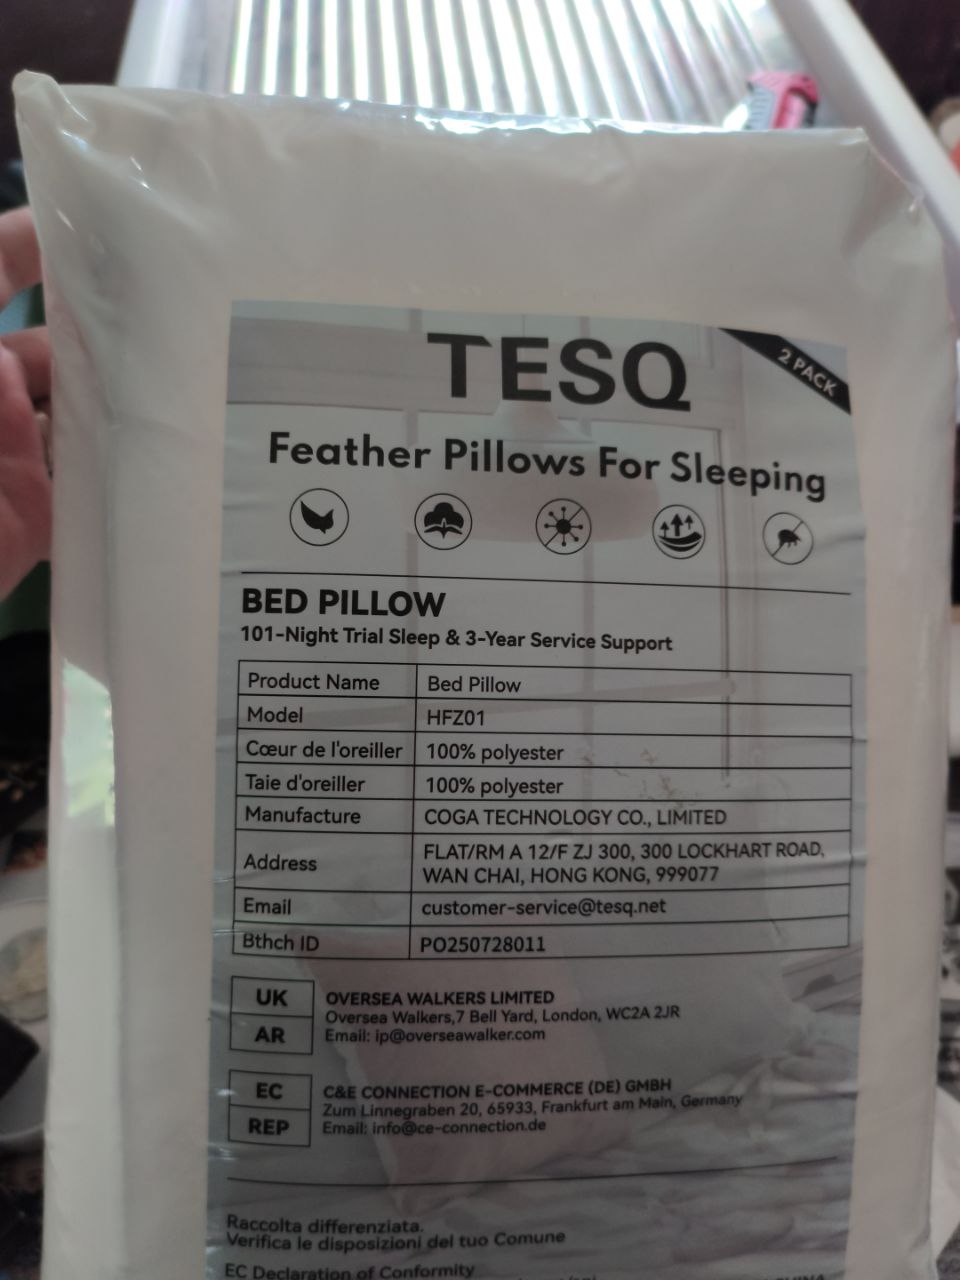 TESQ
2 PACK
Feather Pillows For Sleeping
BED PILLOW
101-Night Trial Sleep & 3-Year Service Support
Product Name Bed Pillow
Model HFZ01
Cœur de l'oreiller 100% polyester
Taie d'oreiller 100% polyester
Manufacture COGA TECHNOLOGY CO., LIMITED
Address FLAT/RM A 12/F ZJ 300, 300 LOCKHART ROAD,
WAN CHAI, HONG KONG, 999077
Email customer-service@tesq.net
Bthch ID PO250728011
UK AR
OVERSEA WALKERS LIMITED
Oversea Walkers,7 Bell Yard, London, WC2A 2JR
Email: ip@overseawalker.com
EC REP
C&E CONNECTION E-COMMERCE (DE) GMBH
Zum Linnegraben 20, 65933, Frankfurt am Main, Germany
Email: info@ce-connection.de
Raccolta differenziata.
Verifica le disposizioni del tuo Comune
EC Declaration of Conformity